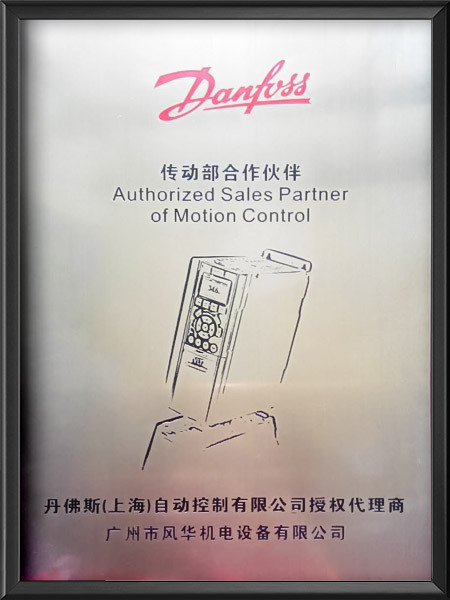 Danfoss
传动部合作伙伴
Authorized Sales Partner
of Motion Control
丹佛斯(上海)自动控制有限公司授权代理商
广州市风华机电设备有限公司